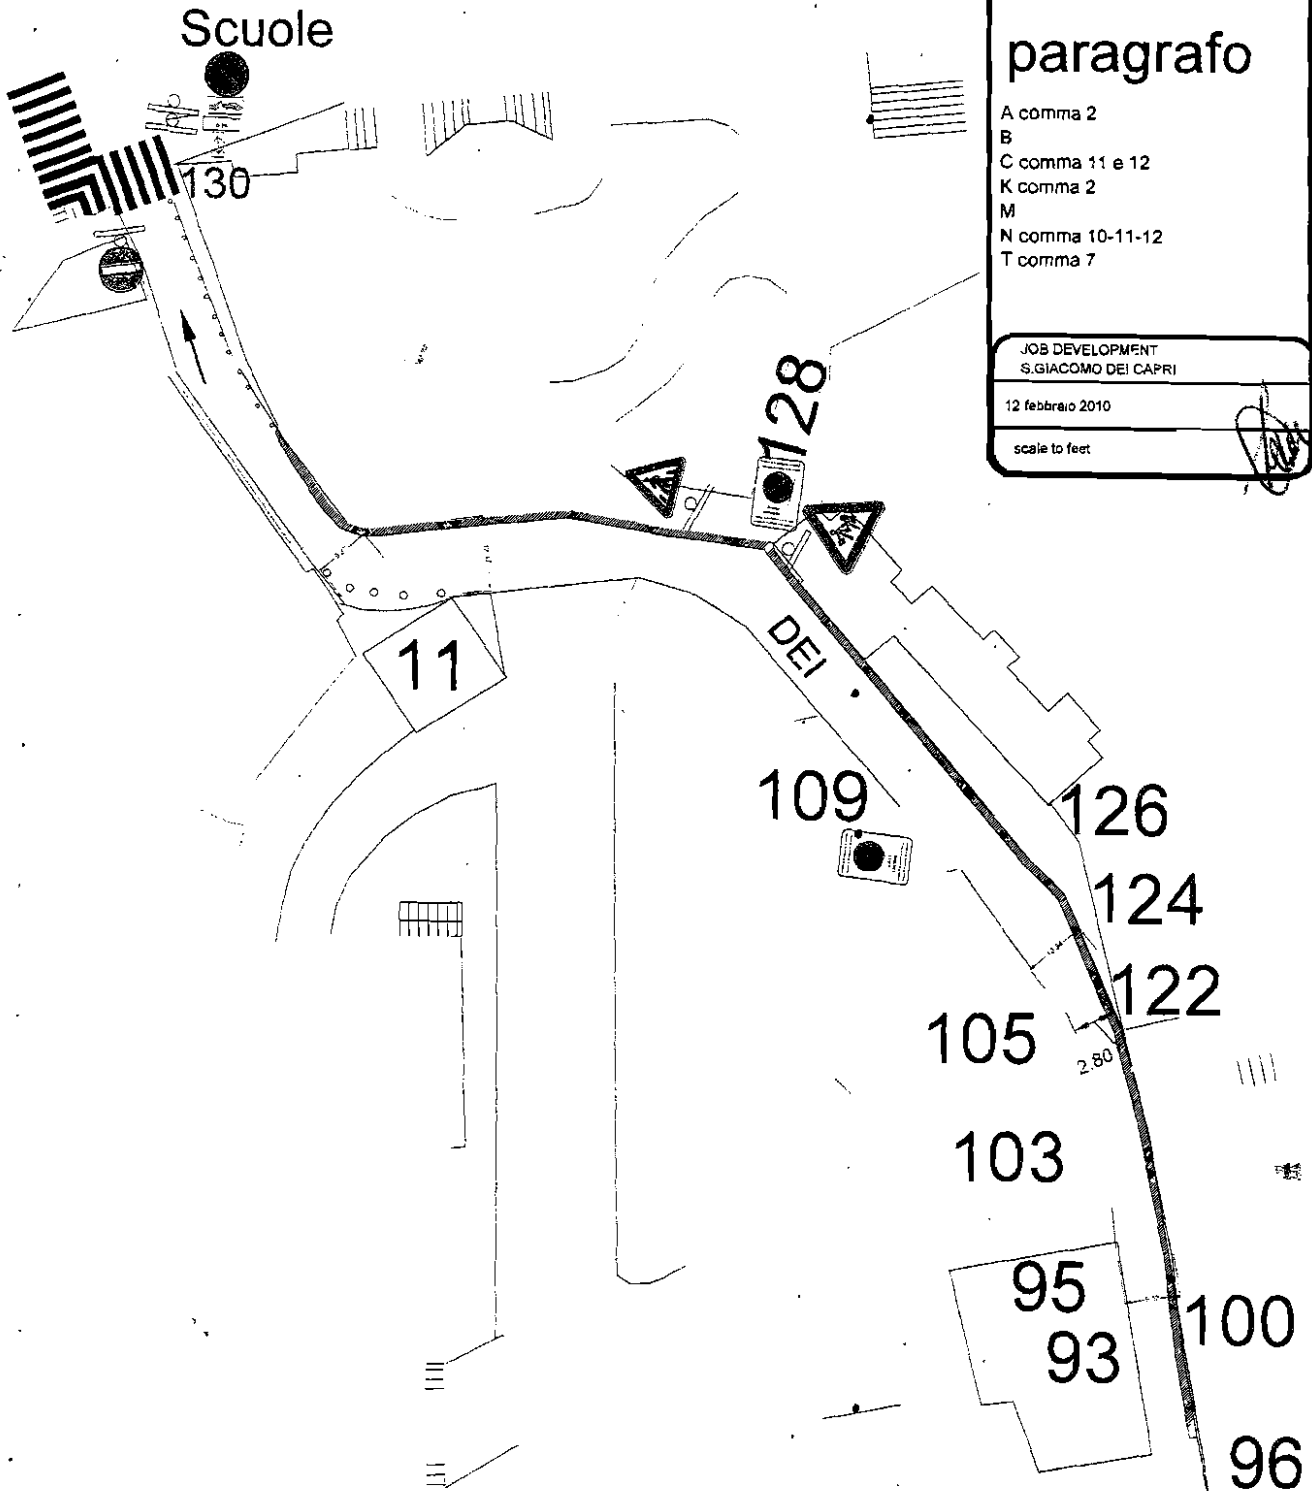 Scuole
130
paragrafo
A comma 2
B
C comma 11 e 12
K comma 2
M
N comma 10-11-12
T comma 7
JOB DEVELOPMENT
S.GIACOMO DEI CAPRI
12 febbraio 2010
scale to feet
128
11
DEI
109
126
124
122
105
2.80
103
95
93
100
96